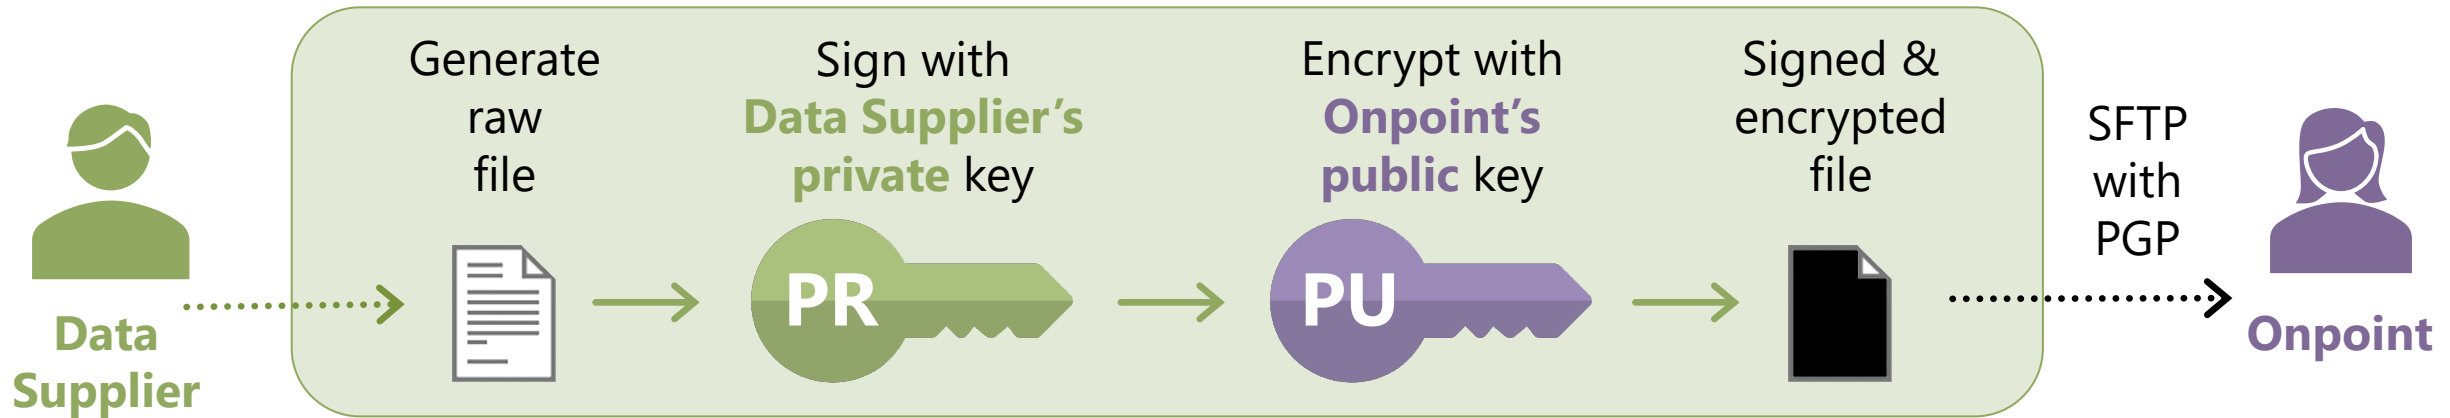 Data
Supplier
Generate
raw
file
Sign with
Data Supplier’s
private key
PR
Encrypt with
Onpoint’s
public key
PU
Signed &
encrypted
file
SFTP
with
PGP
Onpoint